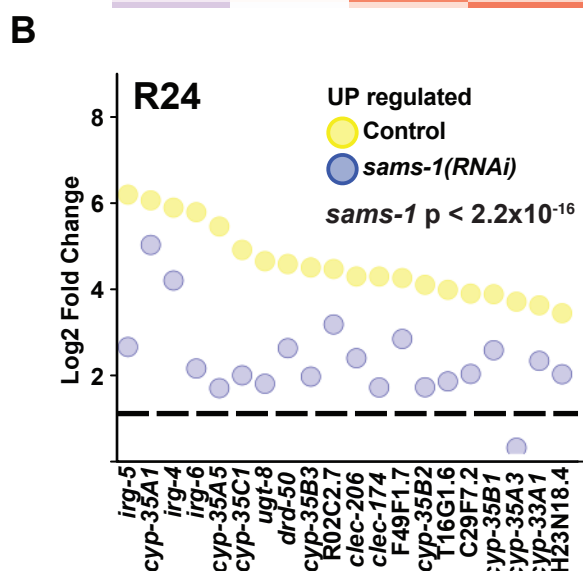 B
R24
UP regulated
Control
sams-1(RNAi)
sams-1 p < 2.2x10-16
Log2 Fold Change
8
6
4
2
irg-5
cyp-35A1
irg-4
irg-6
cyp-35A5
cyp-35C1
ugt-8
drd-50
cyp-35B3
R02C2.7
clec-206
clec-174
F49F1.7
cyp-35B2
T16G1.6
C29F7.2
cyp-35B1
cyp-35A3
cyp-33A1
H23N18.4